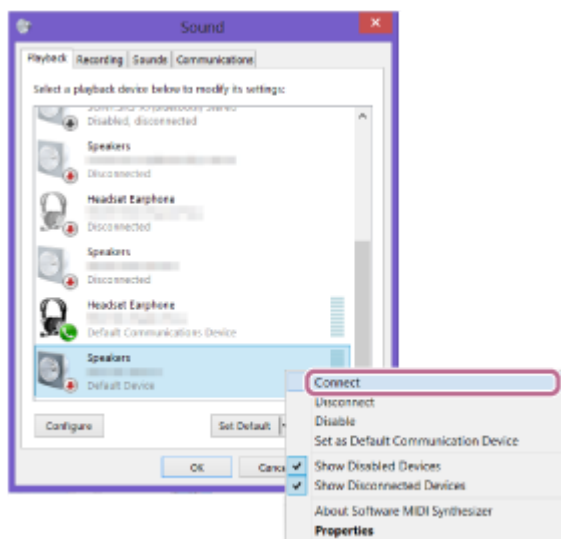 Sound
Playback Recording Sounds Communications
Select a playback device below to modify its settings:
Disabled, disconnected
Speakers
Disconnected
Headset Earphone
Disconnected
Speakers
Disconnected
Headset Earphone
Default Communications Device
Speakers
Default Device
Configure
Set Default
OK
Cance
Connect
Disconnect
Disable
Set as Default Communication Device
Show Disabled Devices
Show Disconnected Devices
About Software MIDI Synthesizer
Properties